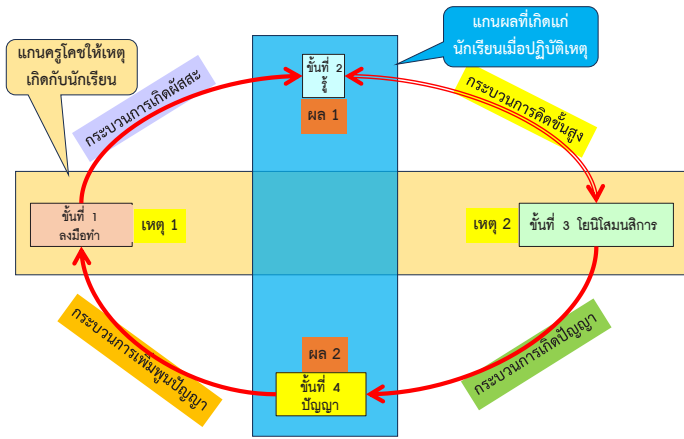 แกนครูโคชให้เหตุ
เกิดกับนักเรียน
แกนผลที่เกิดแก่
นักเรียนเมื่อปฏิบัติเหตุ
กระบวนการเกิดผัสสะ
ขั้นที่ 2
รู้
ผล 1
กระบวนการคิดขั้นสูง
ขั้นที่ 1
ลงมือทำ
เหตุ 1
เหตุ 2
ขั้นที่ 3 โยนิโสมนสิการ
กระบวนการเพิ่มพูนปัญญา
ผล 2
ขั้นที่ 4
ปัญญา
กระบวนการเกิดปัญญา